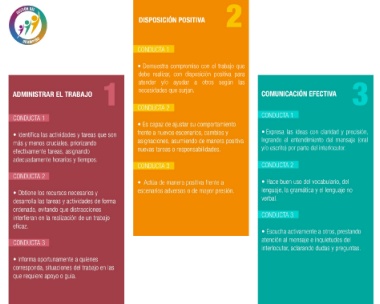 ADMINISTRAR EL TRABAJO
1
CONDUCTA 1
• Identifica las actividades y tareas que son
más y menos cruciales, priorizando
efectivamente tareas, asignando
adecuadamente horarios y tiempos.
CONDUCTA 2
• Obtiene los recursos necesarios y
desarrolla las tareas y actividades de forma
ordenada, evitando que distracciones
interfieran en la realización de un trabajo
eficaz.
CONDUCTA 3
• Informa oportunamente a quienes
corresponda, situaciones del trabajo en las
que requiere apoyo o guía.
DISPOSICIÓN POSITIVA
2
CONDUCTA 1
• Demuestra compromiso con el trabajo que
debe realizar, con disposición positiva para
atender y/o ayudar a otros según las
necesidades que surjan.
CONDUCTA 2
• Es capaz de ajustar su comportamiento
frente a nuevos escenarios, cambios y
asignaciones, asumiendo de manera positiva
nuevas tareas o responsabilidades.
CONDUCTA 3
• Actúa de manera positiva frente a
escenarios adversos o de mayor presión.
COMUNICACIÓN EFECTIVA
3
CONDUCTA 1
• Expresa las ideas con claridad y precisión,
logrando el entendimiento del mensaje (oral
y/o escrito) por parte del interlocutor.
CONDUCTA 2
• Hace buen uso del vocabulario, del
lenguaje, la gramática y el lenguaje no
verbal.
CONDUCTA 3
• Escucha activamente a otros, prestando
atención al mensaje e inquietudes del
interlocutor, aclarando dudas y preguntas.